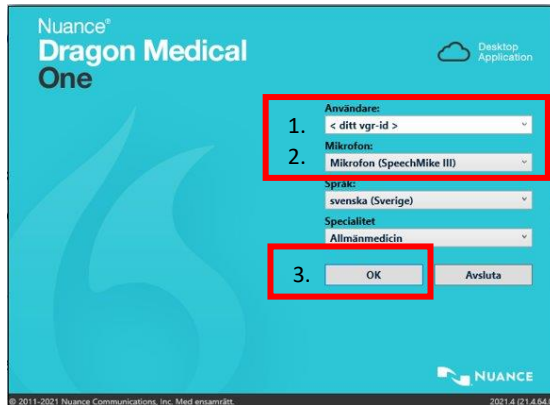 Nuance®
Dragon Medical
One
Desktop
Application
Användare:
1. < ditt vgr-id >
Mikrofon:
2. Mikrofon (SpeechMike III)
Språk:
svenska (Sverige)
Specialitet
Allmänmedicin
3. OK Avsluta
NUANCE
© 2011-2021 Nuance Communications, Inc. Med ensamrätt. 2021.4 (21.4.64.